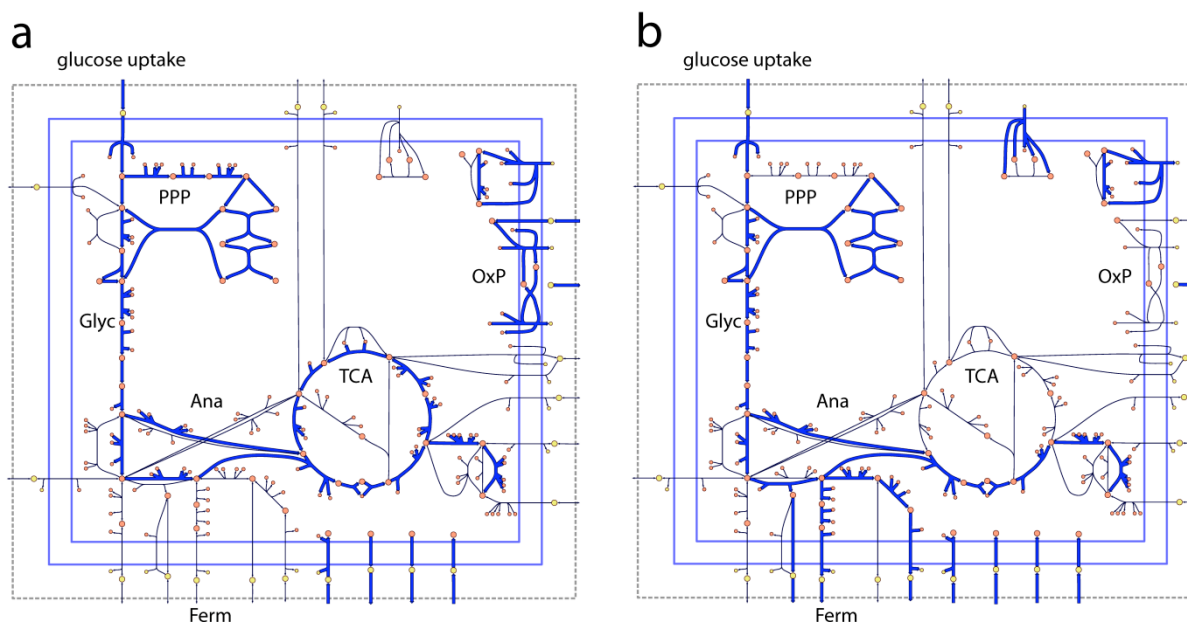 a
glucose uptake
PPP
OxP
Glyc
TCA
Ana
Ferm
b
glucose uptake
PPP
OxP
Glyc
TCA
Ana
Ferm